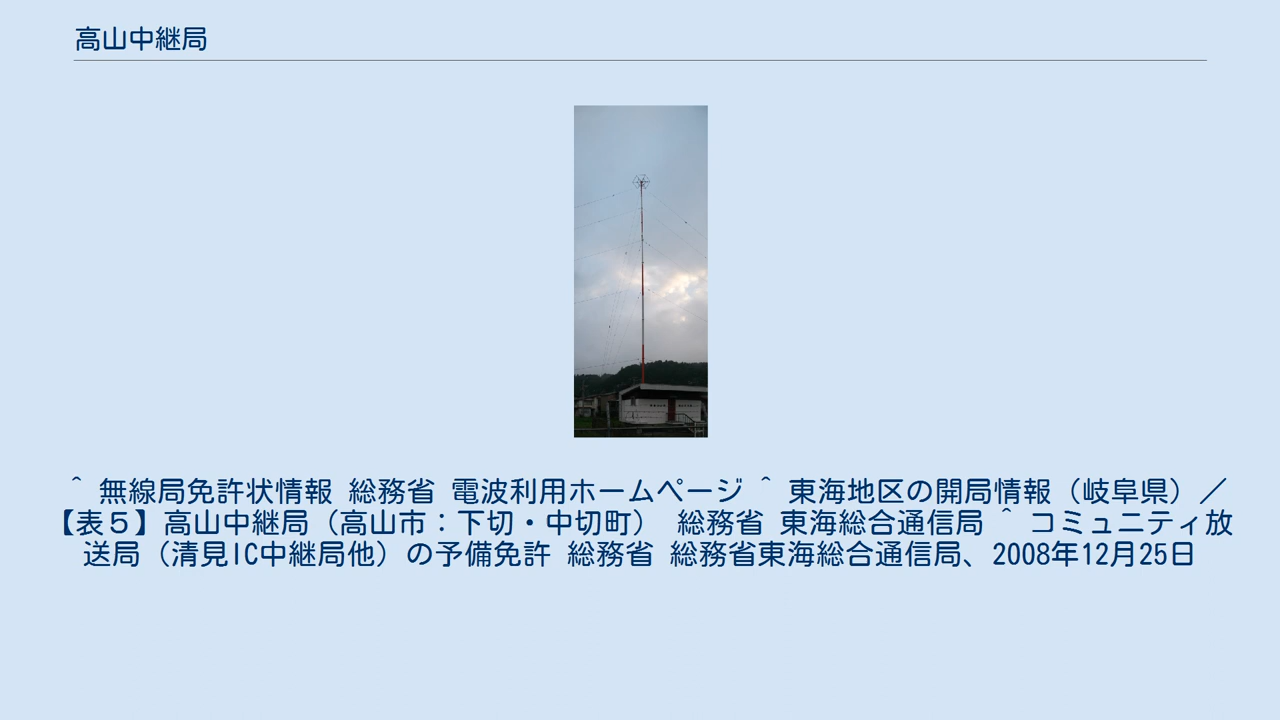 高山中継局
^ 無線局免許状情報 総務省 電波利用ホームページ ^ 東海地区の開局情報（岐阜県）／
【表５】高山中継局（高山市：下切・中切町） 総務省 東海総合通信局 ^ コミュニティ放
送局（清見IC中継局他）の予備免許 総務省 総務省東海総合通信局、2008年12月25日